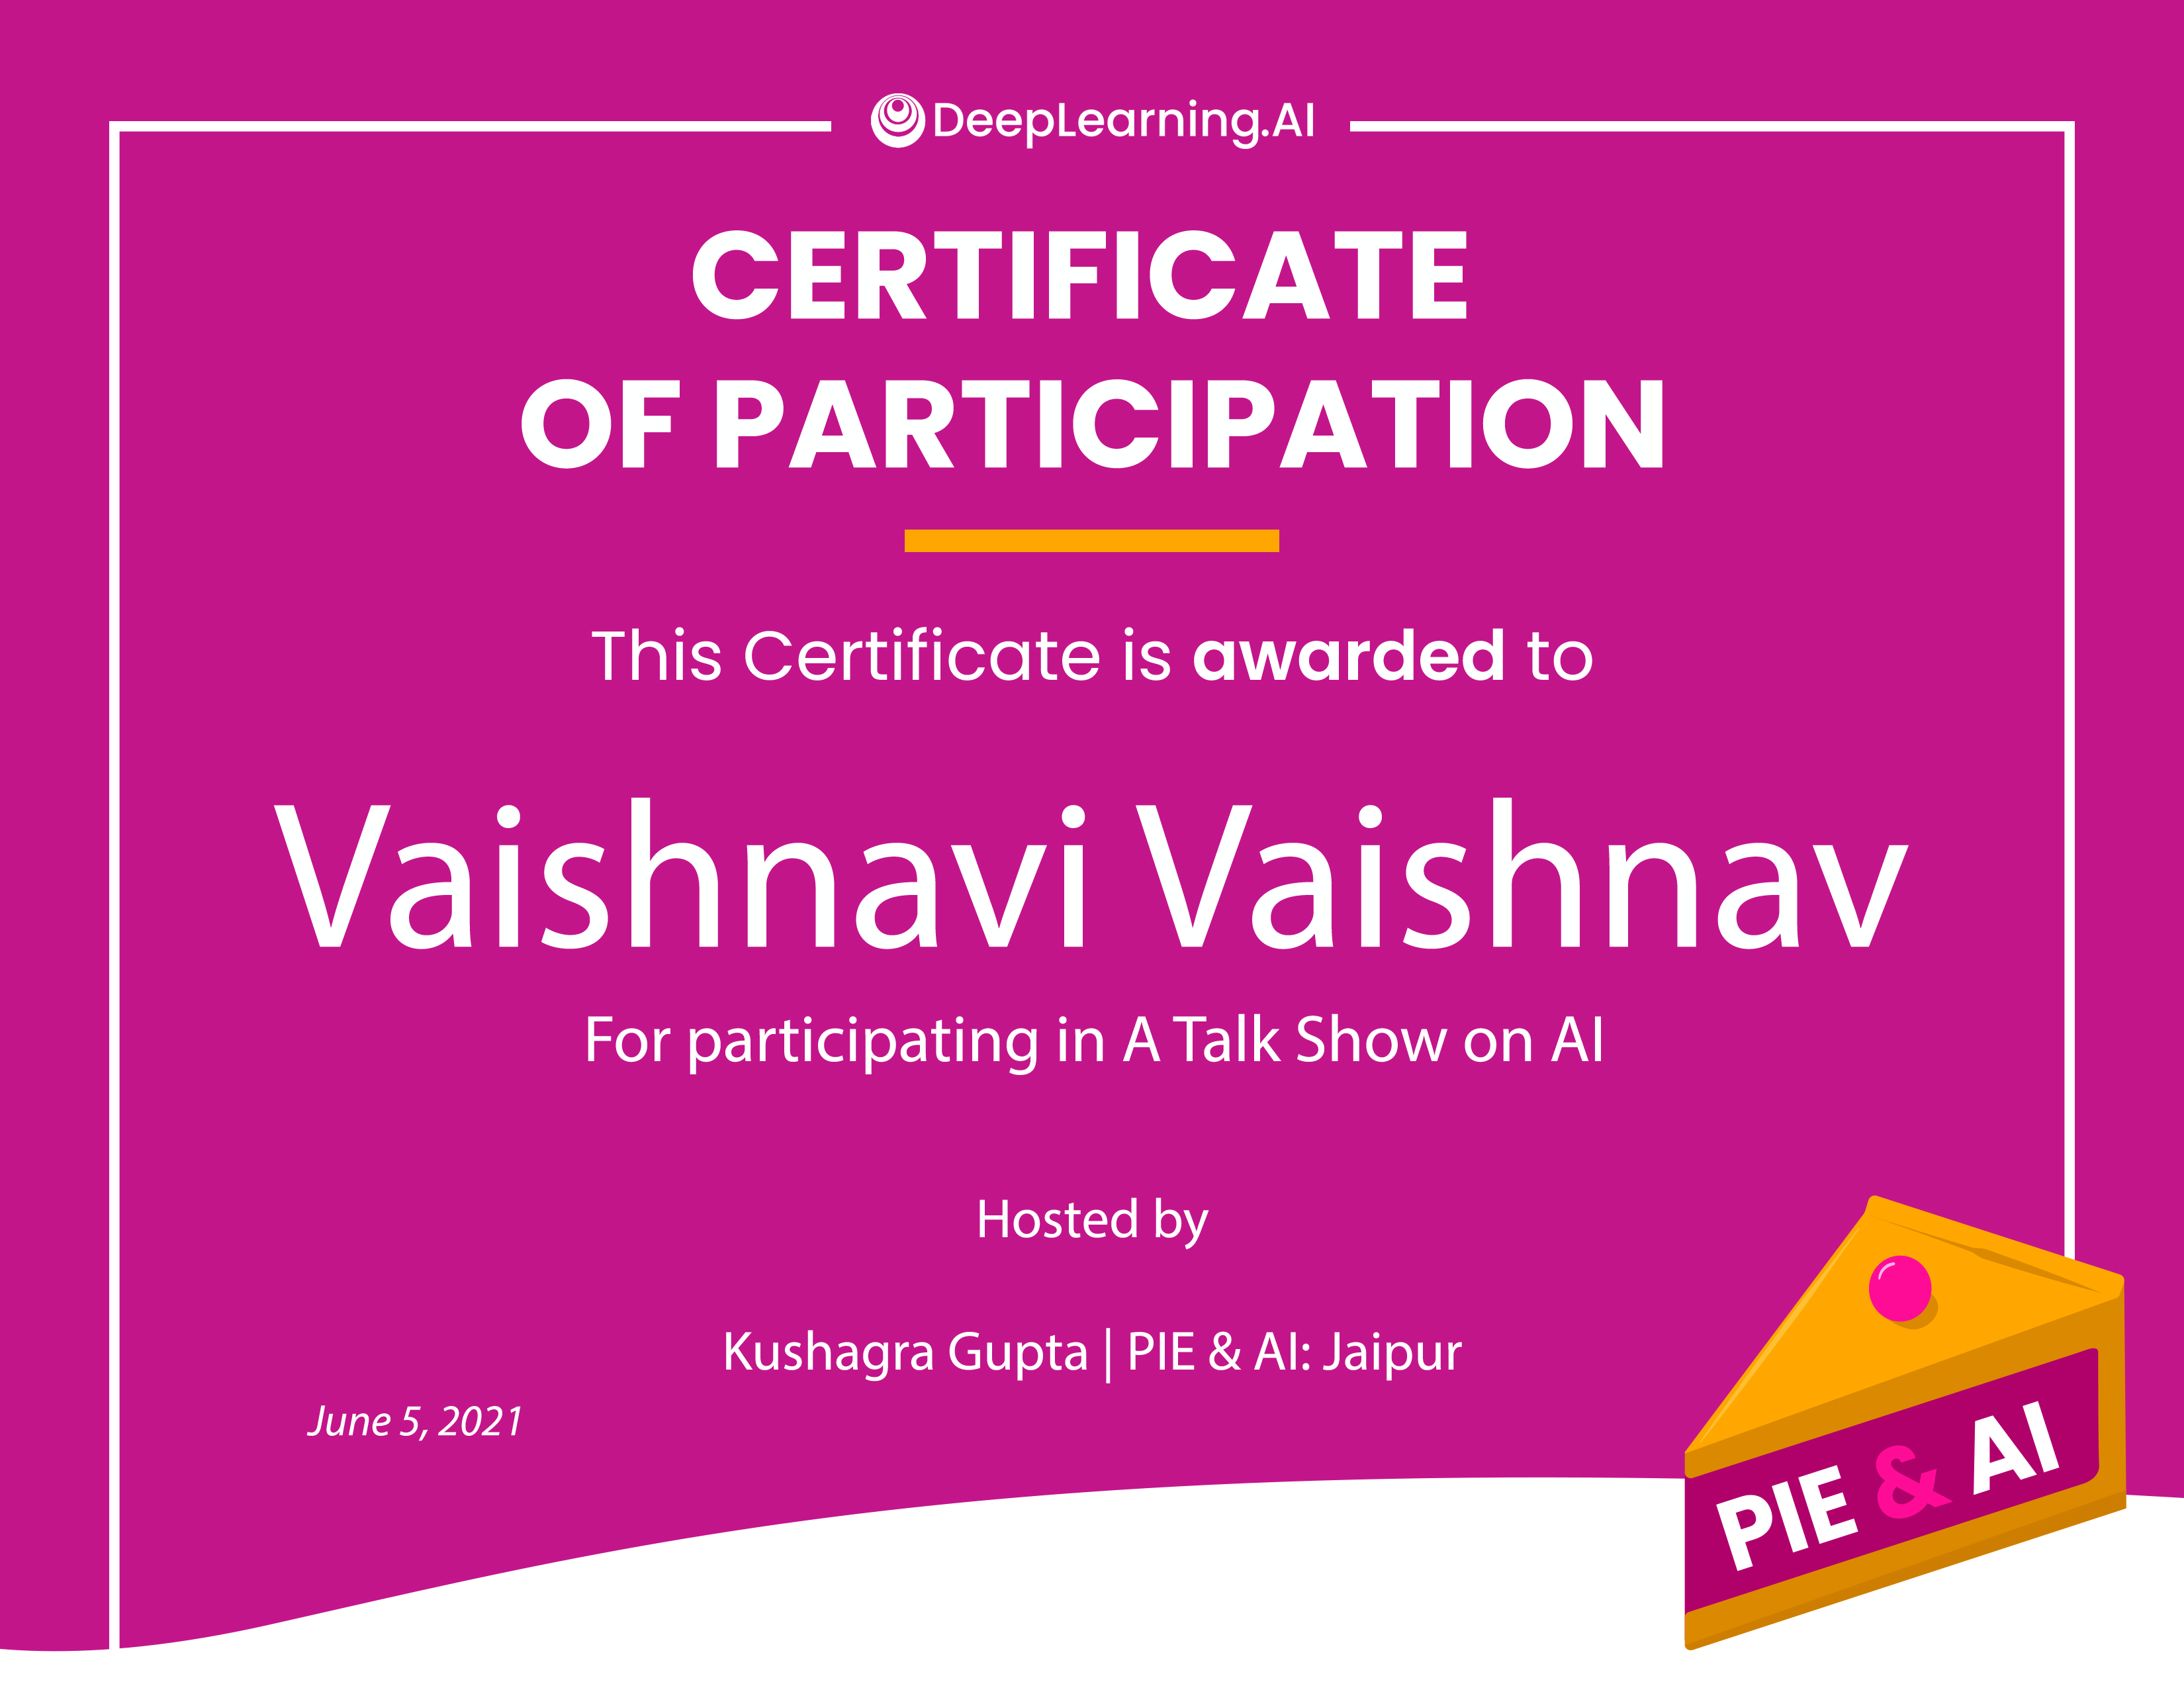 DeepLearning.AI
CERTIFICATE
OF PARTICIPATION
This Certificate is awarded to
Vaishnavi Vaishnav
For participating in A Talk Show on AI
Hosted by
Kushagra Gupta | PIE & AI: Jaipur
June 5, 2021
PIE & AI